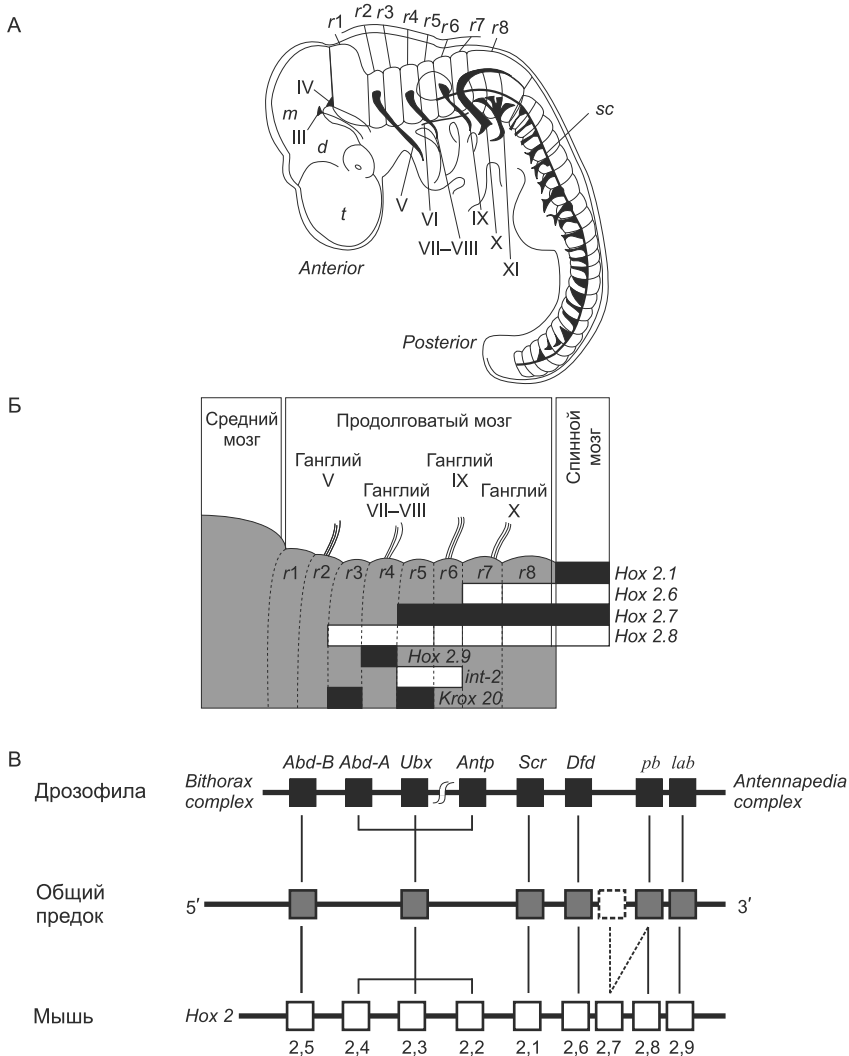 А
r1 r2 r3 r4 r5 r6 r7 r8
IV
m
III
d
sc
t
V
VI
VII–VIII
IX
X
XI
Anterior
Posterior
Б
Средний
мозг
Продолговатый мозг
Спинной
мозг
Ганглий
V
Ганглий
VII–VIII
Ганглий
IX
Ганглий
X
r1 r2 r3 r4 r5 r6 r7 r8
Hox 2.1
Hox 2.6
Hox 2.7
Hox 2.8
Hox 2.9
int-2
Krox 20
В
Abd-B Abd-A Ubx Antp Scr Dfd pb lab
Дрозофила
Bithorax
complex
Antennapedia
complex
Общий
предок
5′
3′
Мышь
Hox 2
2,5 2,4 2,3 2,2 2,1 2,6 2,7 2,8 2,9